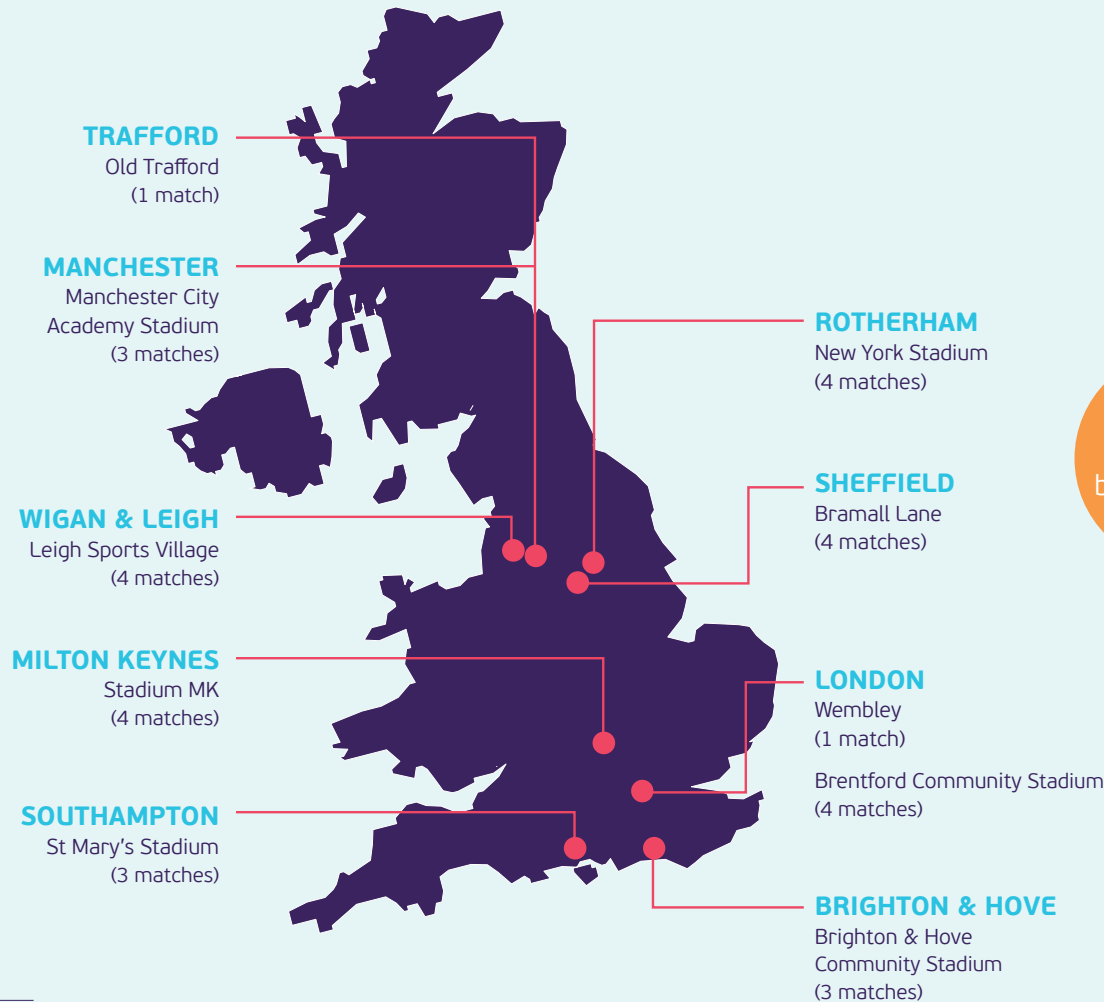 TRAFFORD
Old Trafford
(1 match)
MANCHESTER
Manchester City
Academy Stadium
(3 matches)
WIGAN & LEIGH
Leigh Sports Village
(4 matches)
MILTON KEYNES
Stadium MK
(4 matches)
SOUTHAMPTON
St Mary's Stadium
(3 matches)
ROTHERHAM
New York Stadium
(4 matches)
SHEFFIELD
Bramall Lane
(4 matches)
LONDON
Wembley
(1 match)
Brentford Community Stadium
(4 matches)
BRIGHTON & HOVE
Brighton & Hove
Community Stadium
(3 matches)